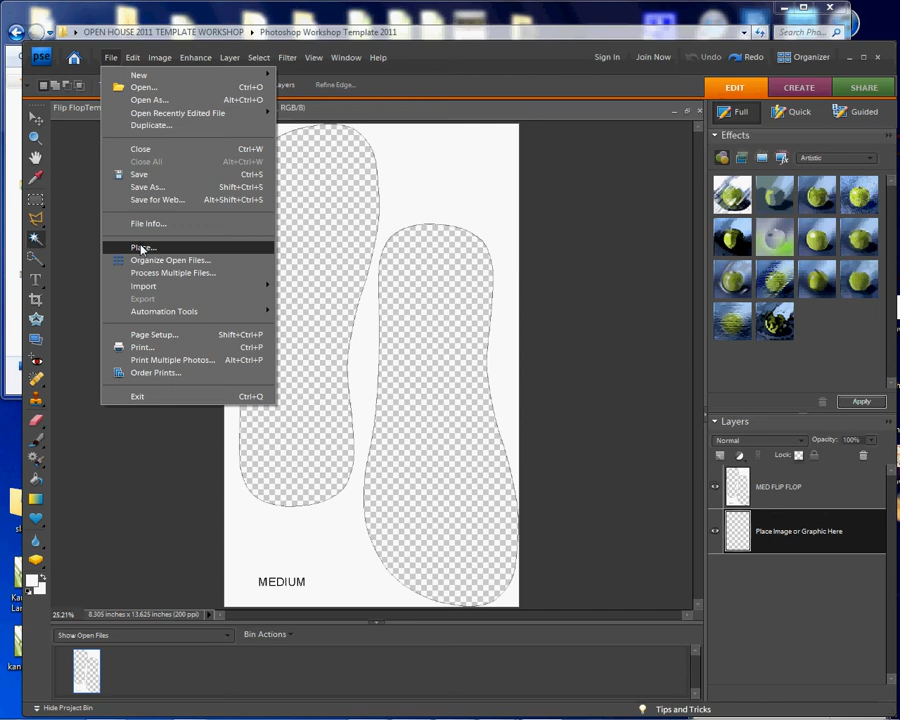 OPEN HOUSE 2011 TEMPLATE WORKSHOP Photoshop Workshop Template 2011
Search Pho...
pse File Edit Image Enhance Layer Select Filter View Window Sign In Join Now Undo Redo Organizer
Refine Edge...
EDIT CREATE SHARE
Full Quick Guided
RGB/8)
New
Open... Ctrl+O
Open As... Alt+Ctrl+O
Open Recently Edited File
Duplicate...
Close Ctrl+W
Close All Alt+Ctrl+W
Save Ctrl+S
Save As... Shift+Ctrl+S
Save for Web... Alt+Shift+Ctrl+S
File Info...
Place...
Organize Open Files...
Process Multiple Files...
Import
Export
Automation Tools
Page Setup... Shift+Ctrl+P
Print... Ctrl+P
Print Multiple Photos... Alt+Ctrl+P
Order Prints...
Exit Ctrl+Q
Effects
Artistic
Apply
Layers
Normal Opacity: 100%
Lock:
MED FLIP FLOP
Place Image or Graphic Here
MEDIUM
25.21% 8.305 inches x 13.625 inches (200 ppi)
Show Open Files Bin Actions
Hide Project Bin Tips and Tricks